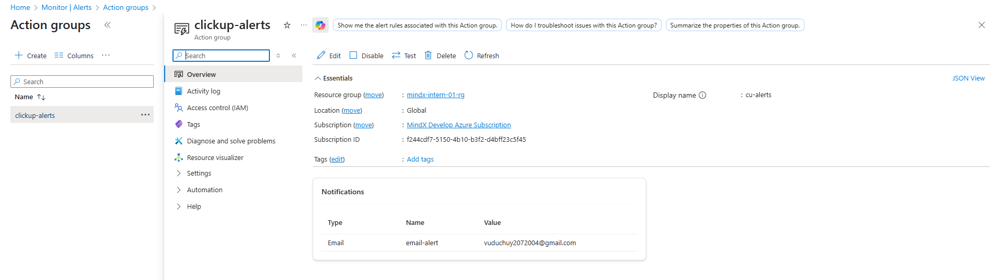 Home > Monitor | Alerts > Action groups >
Action groups «
+ Create Columns ···
Search
Name ↑↓
clickup-alerts ···
clickup-alerts ☆ ···
Action group
Search
«
Overview
Activity log
Access control (IAM)
Tags
Diagnose and solve problems
Resource visualizer
> Settings
> Automation
> Help
Show me the alert rules associated with this Action group.
How do I troubleshoot issues with this Action group?
Summarize the properties of this Action group.
Edit Disable Test Delete Refresh
Essentials
JSON View
Resource group (move) : mindx-intern-01-rg
Location (move) : Global
Subscription (move) : MindX Develop Azure Subscription
Subscription ID : f244cdf7-5150-4b10-b3f2-d4bff23c5f45
Tags (edit) : Add tags
Display name : cu-alerts
Notifications
Type Name Value
Email email-alert vuduchuy2072004@gmail.com